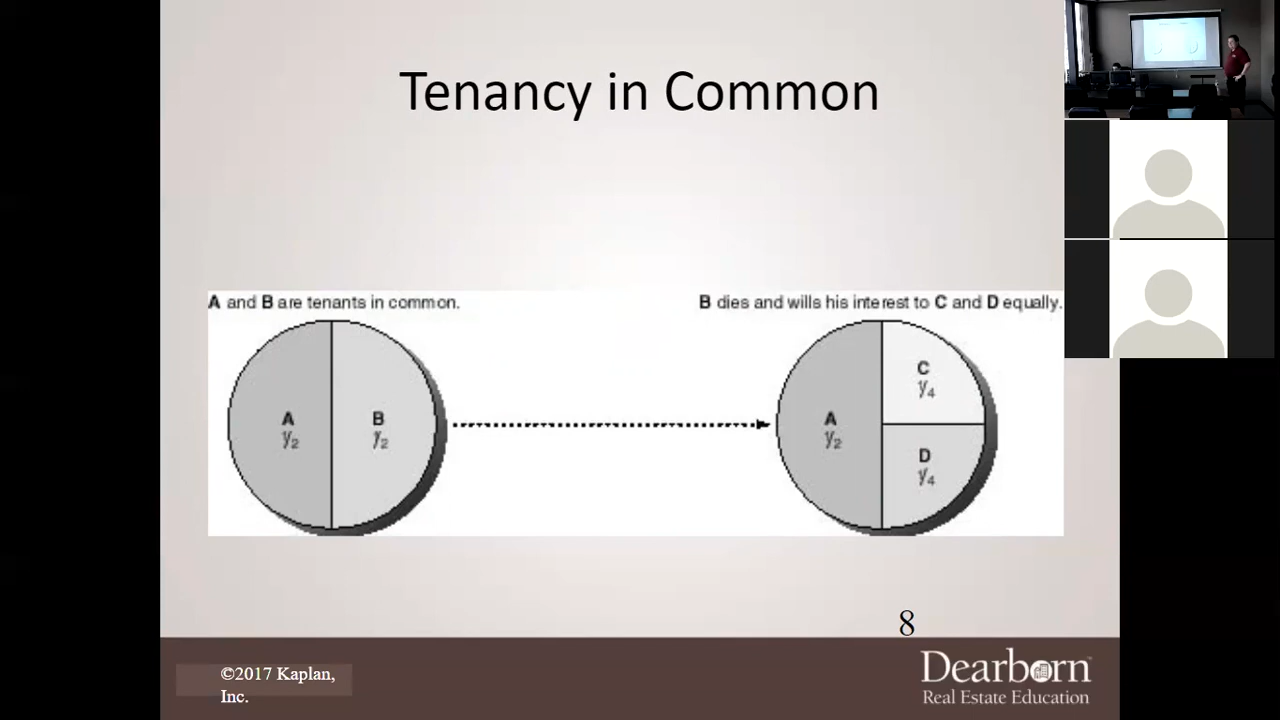 Tenancy in Common
A and B are tenants in common.
B dies and wills his interest to C and D equally.
A
½
B
½
A
½
C
¼
D
¼
8
©2017 Kaplan,
Inc.
Dearborn
Real Estate Education